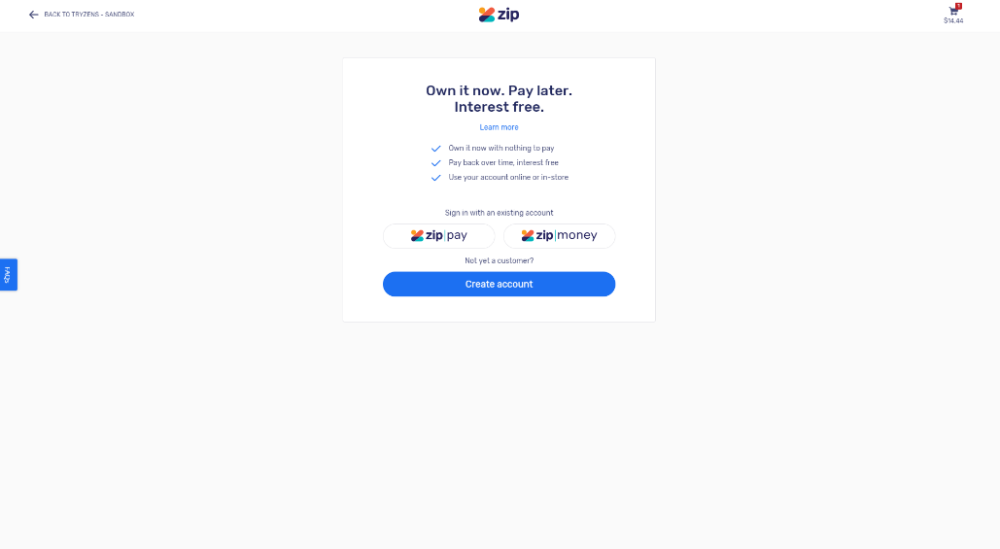 BACK TO TRYZENS - SANDBOX
zip
1
$14.44
Own it now. Pay later.
Interest free.
Learn more
Own it now with nothing to pay
Pay back over time, interest free
Use your account online or in-store
Sign in with an existing account
zip|pay
zip|money
Not yet a customer?
Create account
FAQs